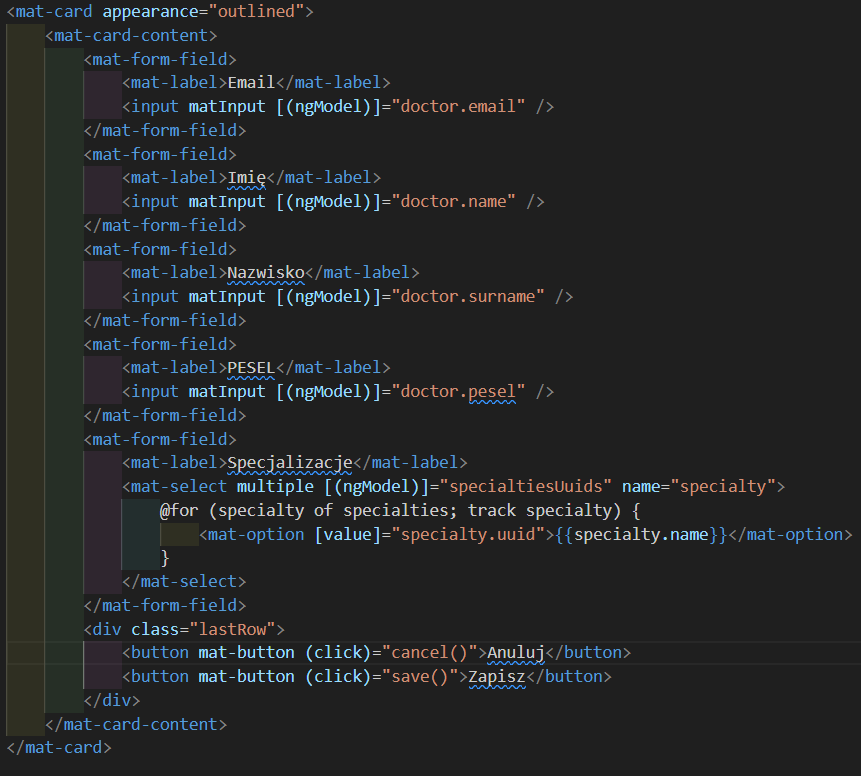 <mat-card appearance="outlined">
<mat-card-content>
<mat-form-field>
<mat-label>Email</mat-label>
<input matInput [(ngModel)]="doctor.email" />
</mat-form-field>
<mat-form-field>
<mat-label>Imię</mat-label>
<input matInput [(ngModel)]="doctor.name" />
</mat-form-field>
<mat-form-field>
<mat-label>Nazwisko</mat-label>
<input matInput [(ngModel)]="doctor.surname" />
</mat-form-field>
<mat-form-field>
<mat-label>PESEL</mat-label>
<input matInput [(ngModel)]="doctor.pesel" />
</mat-form-field>
<mat-form-field>
<mat-label>Specjalizacje</mat-label>
<mat-select multiple [(ngModel)]="specialtiesUuids" name="specialty">
@for (specialty of specialties; track specialty) {
<mat-option [value]="specialty.uuid">{{specialty.name}}</mat-option>
}
</mat-select>
</mat-form-field>
<div class="lastRow">
<button mat-button (click)="cancel()">Anuluj</button>
<button mat-button (click)="save()">Zapisz</button>
</div>
</mat-card-content>
</mat-card>